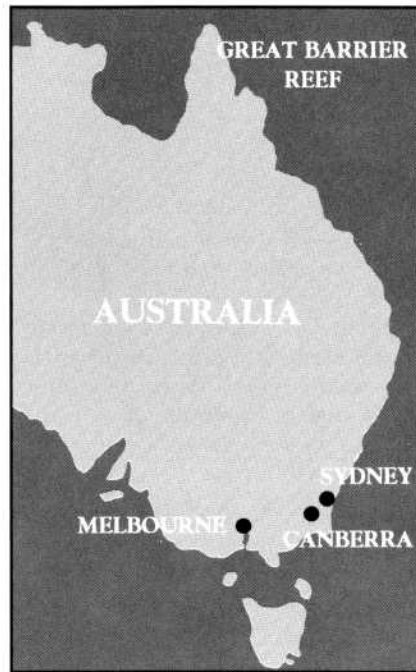 GREAT BARRIER
REEF
AUSTRALIA
SYDNEY
MELBOURNE
CANBERRA